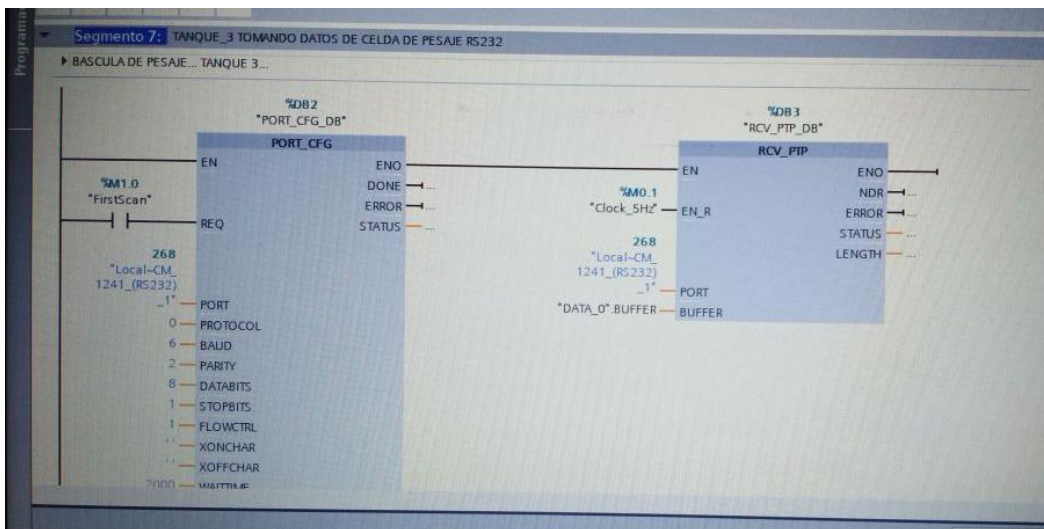 Programa
Segmento 7: TANQUE_3 TOMANDO DATOS DE CELDA DE PESAJE RS232
BASCULA DE PESAJE... TANQUE 3...
%DB2
"PORT_CFG_DB"
PORT_CFG
EN
ENO
DONE
...
ERROR
...
STATUS
...
%M1.0
"FirstScan"
REQ
268
"Local~CM_
1241_(RS232)
_1"
PORT
0
PROTOCOL
6
BAUD
2
PARITY
8
DATABITS
1
STOPBITS
1
FLOWCTRL
' '
XONCHAR
' '
XOFFCHAR
2000
WAITTIME
%DB3
"RCV_PTP_DB"
RCV_PTP
EN
ENO
NDR
...
ERROR
...
STATUS
...
LENGTH
...
%M0.1
"Clock_5Hz"
EN_R
268
"Local~CM_
1241_(RS232)
_1"
PORT
"DATA_0".BUFFER
BUFFER